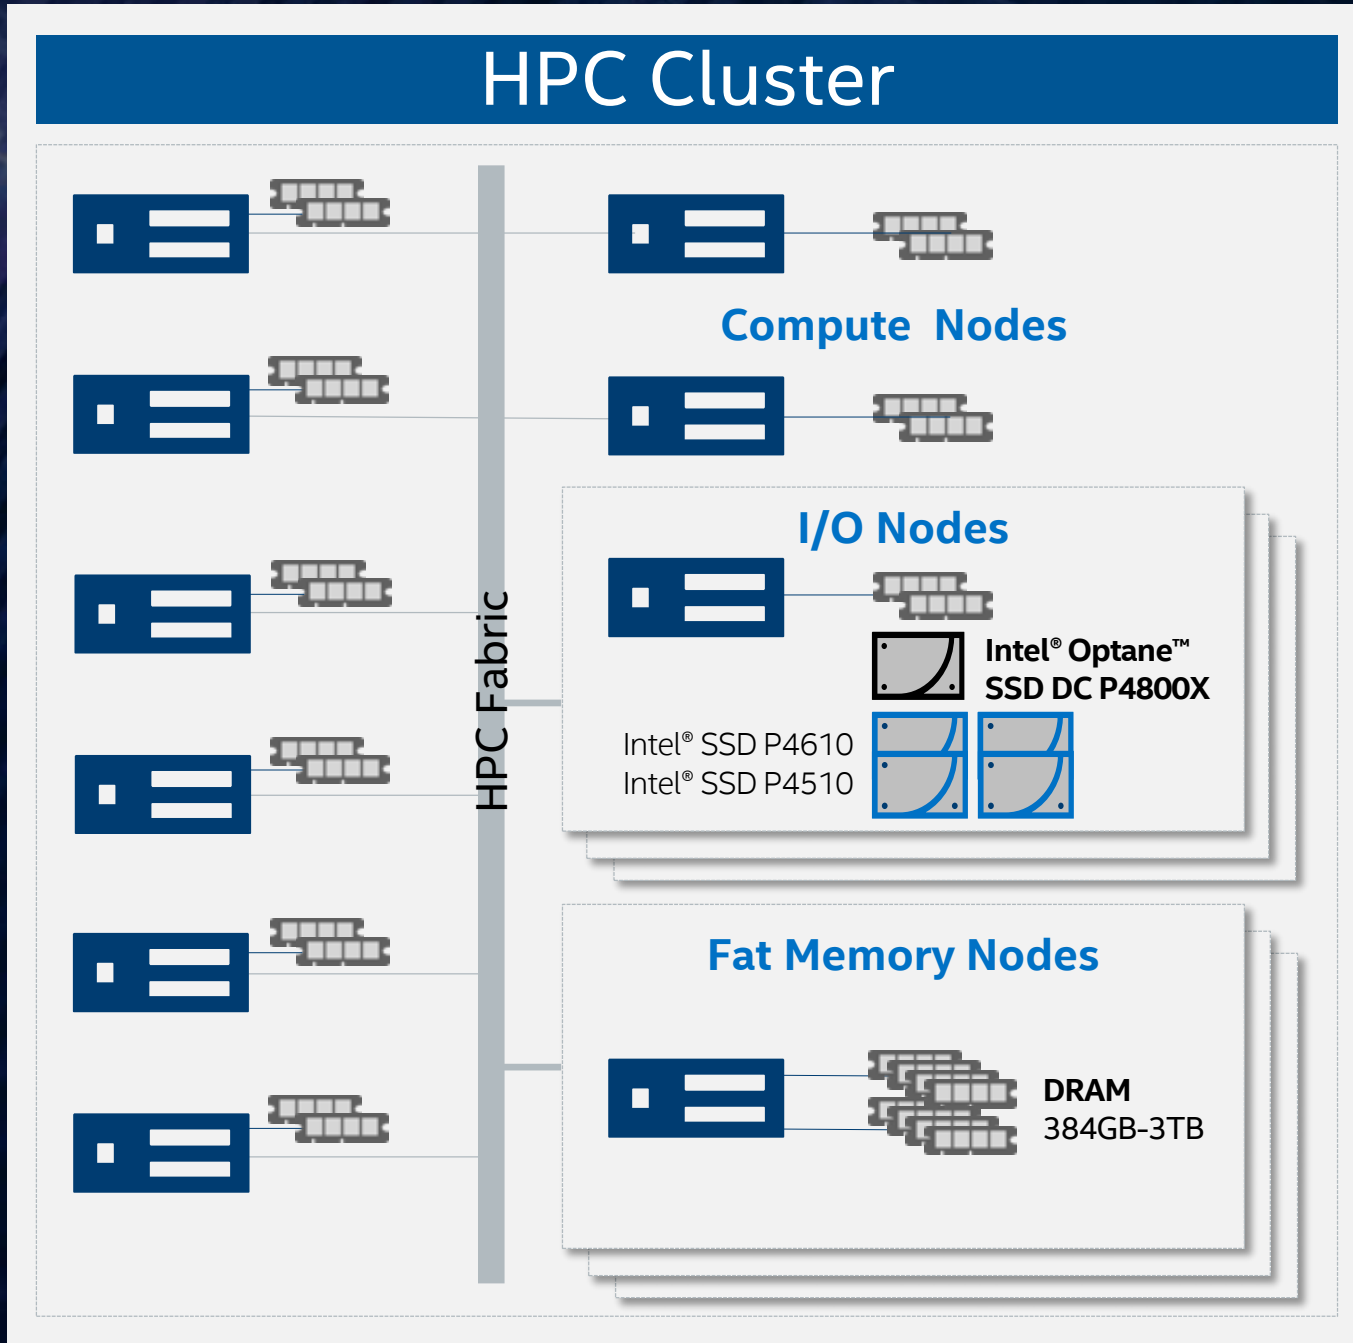 HPC Cluster
Compute Nodes
I/O Nodes
HPC Fabric
Intel® Optane™
SSD DC P4800X
Intel® SSD P4610
Intel® SSD P4510
Fat Memory Nodes
DRAM
384GB-3TB